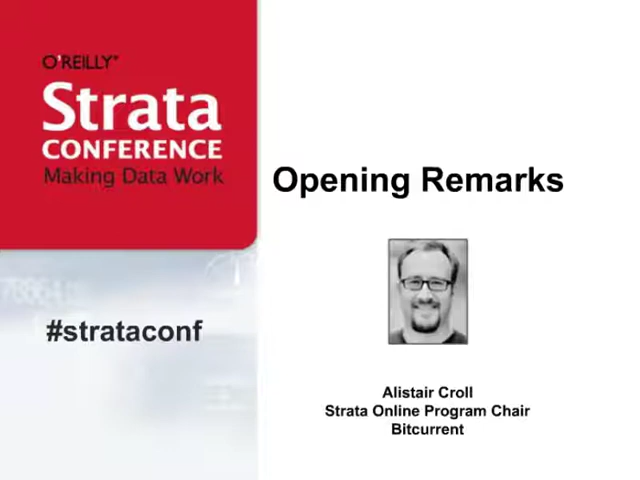 O'REILLY
Strata
CONFERENCE
Making Data Work
Opening Remarks
#strataconf
Alistair Croll
Strata Online Program Chair
Bitcurrent